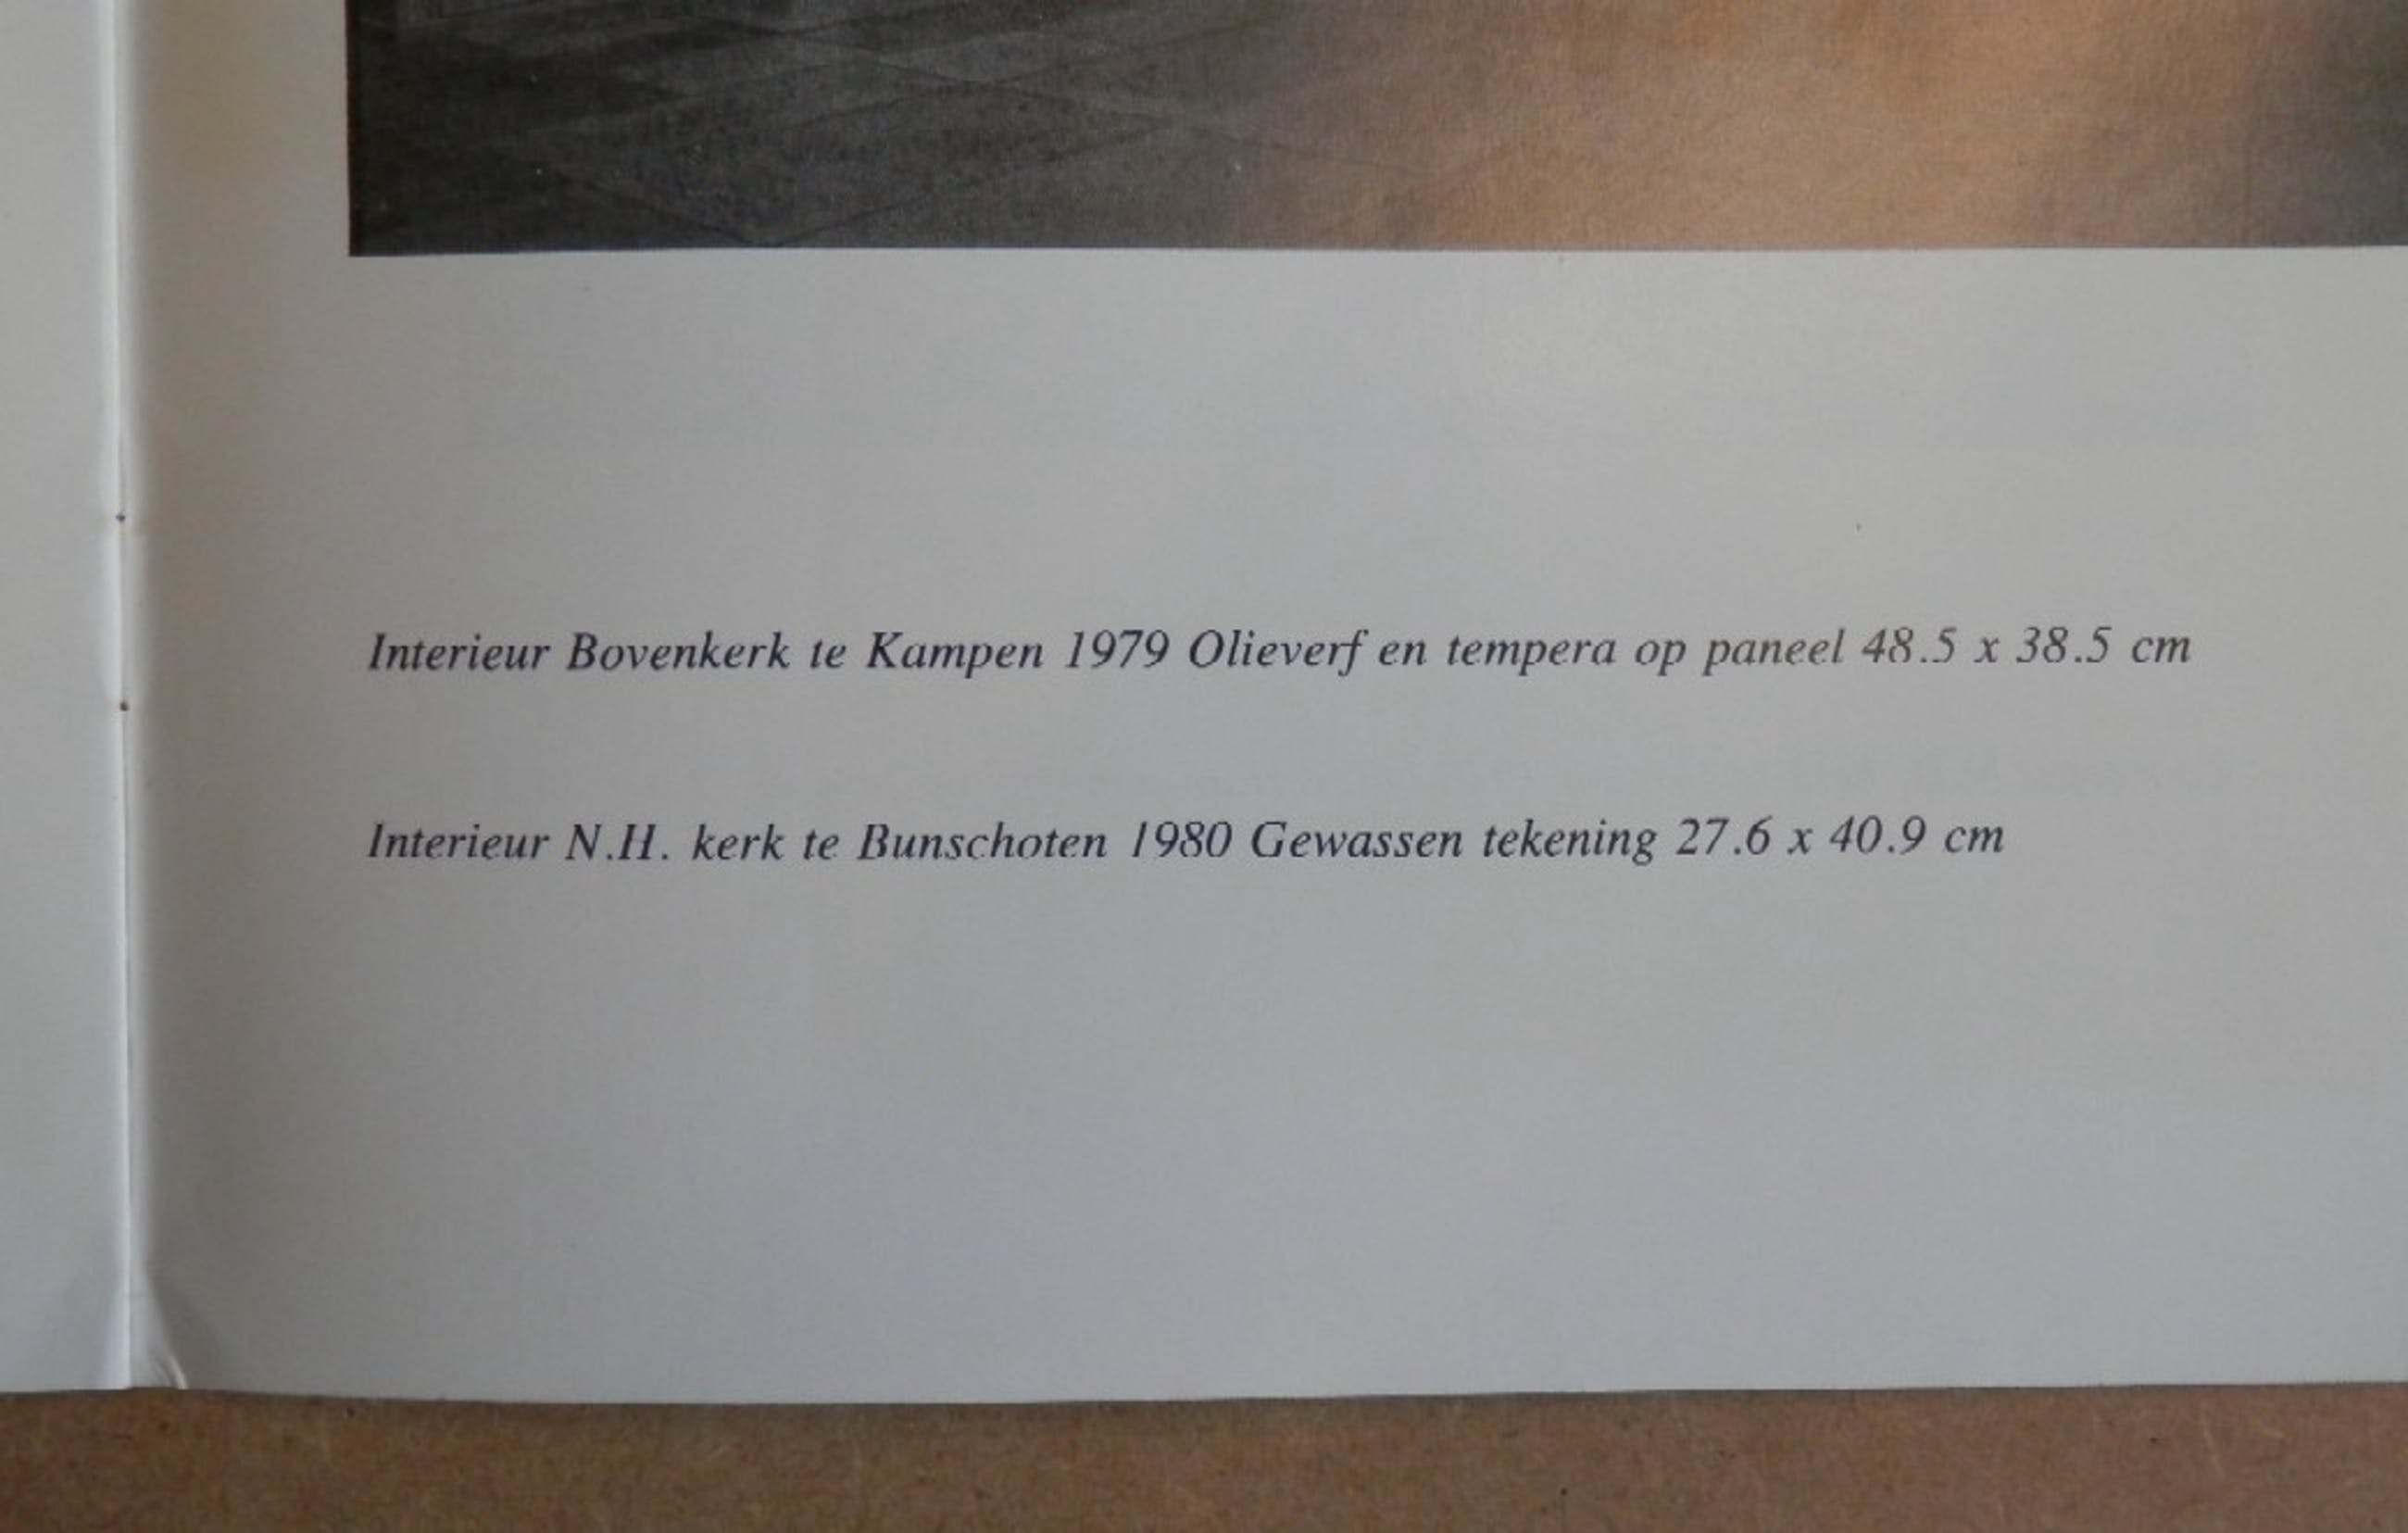 Interieur Bovenkerk te Kampen 1979 Olieverf en tempera op paneel 48.5 x 38.5 cm
Interieur N.H. kerk te Bunschoten 1980 Gewassen tekening 27.6 x 40.9 cm